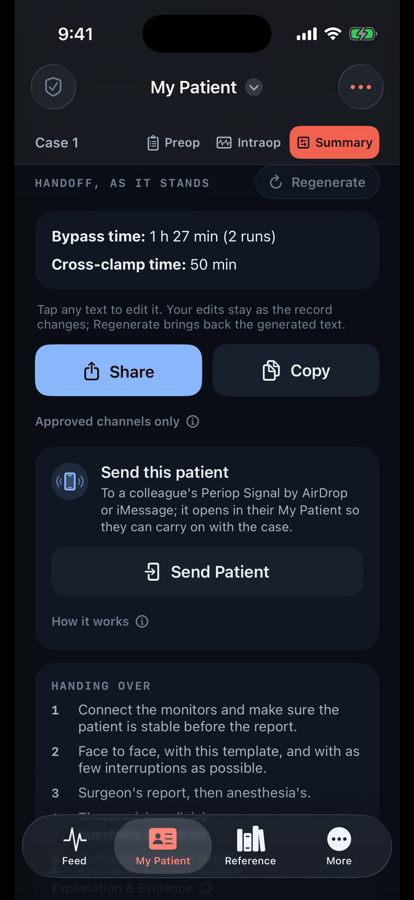 9:41
My Patient
Case 1
Preop
Intraop
Summary
HANDOFF, AS IT STANDS
Regenerate
Bypass time: 1 h 27 min (2 runs)
Cross-clamp time: 50 min
Tap any text to edit it. Your edits stay as the record
changes; Regenerate brings back the generated text.
Share
Copy
Approved channels only
Send this patient
To a colleague's Periop Signal by AirDrop
or iMessage; it opens in their My Patient so
they can carry on with the case.
Send Patient
How it works
HANDING OVER
1 Connect the monitors and make sure the
patient is stable before the report.
2 Face to face, with this template, and with as
few interruptions as possible.
3 Surgeon's report, then anesthesia's.
Feed
My Patient
Reference
More
Explanation & Evidence